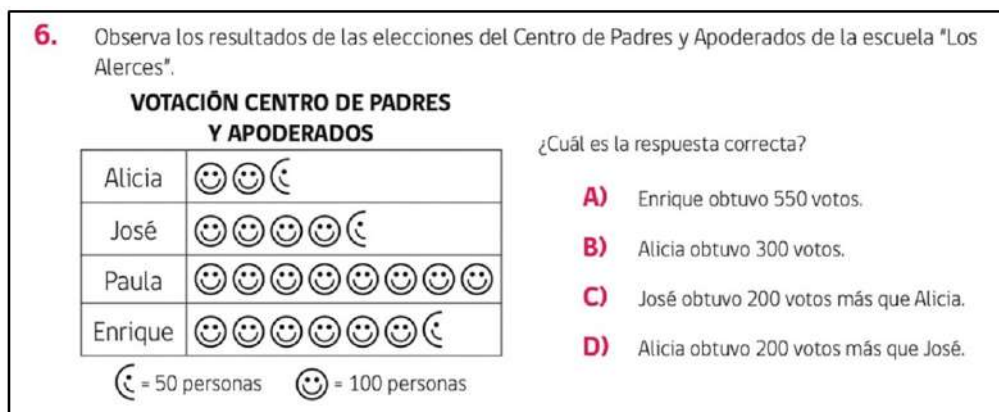 6. Observa los resultados de las elecciones del Centro de Padres y Apoderados de la escuela "Los
Alerces".
VOTACIÓN CENTRO DE PADRES
Y APODERADOS
Alicia
José
Paula
Enrique
= 50 personas = 100 personas
¿Cuál es la respuesta correcta?
A) Enrique obtuvo 550 votos.
B) Alicia obtuvo 300 votos.
C) José obtuvo 200 votos más que Alicia.
D) Alicia obtuvo 200 votos más que José.